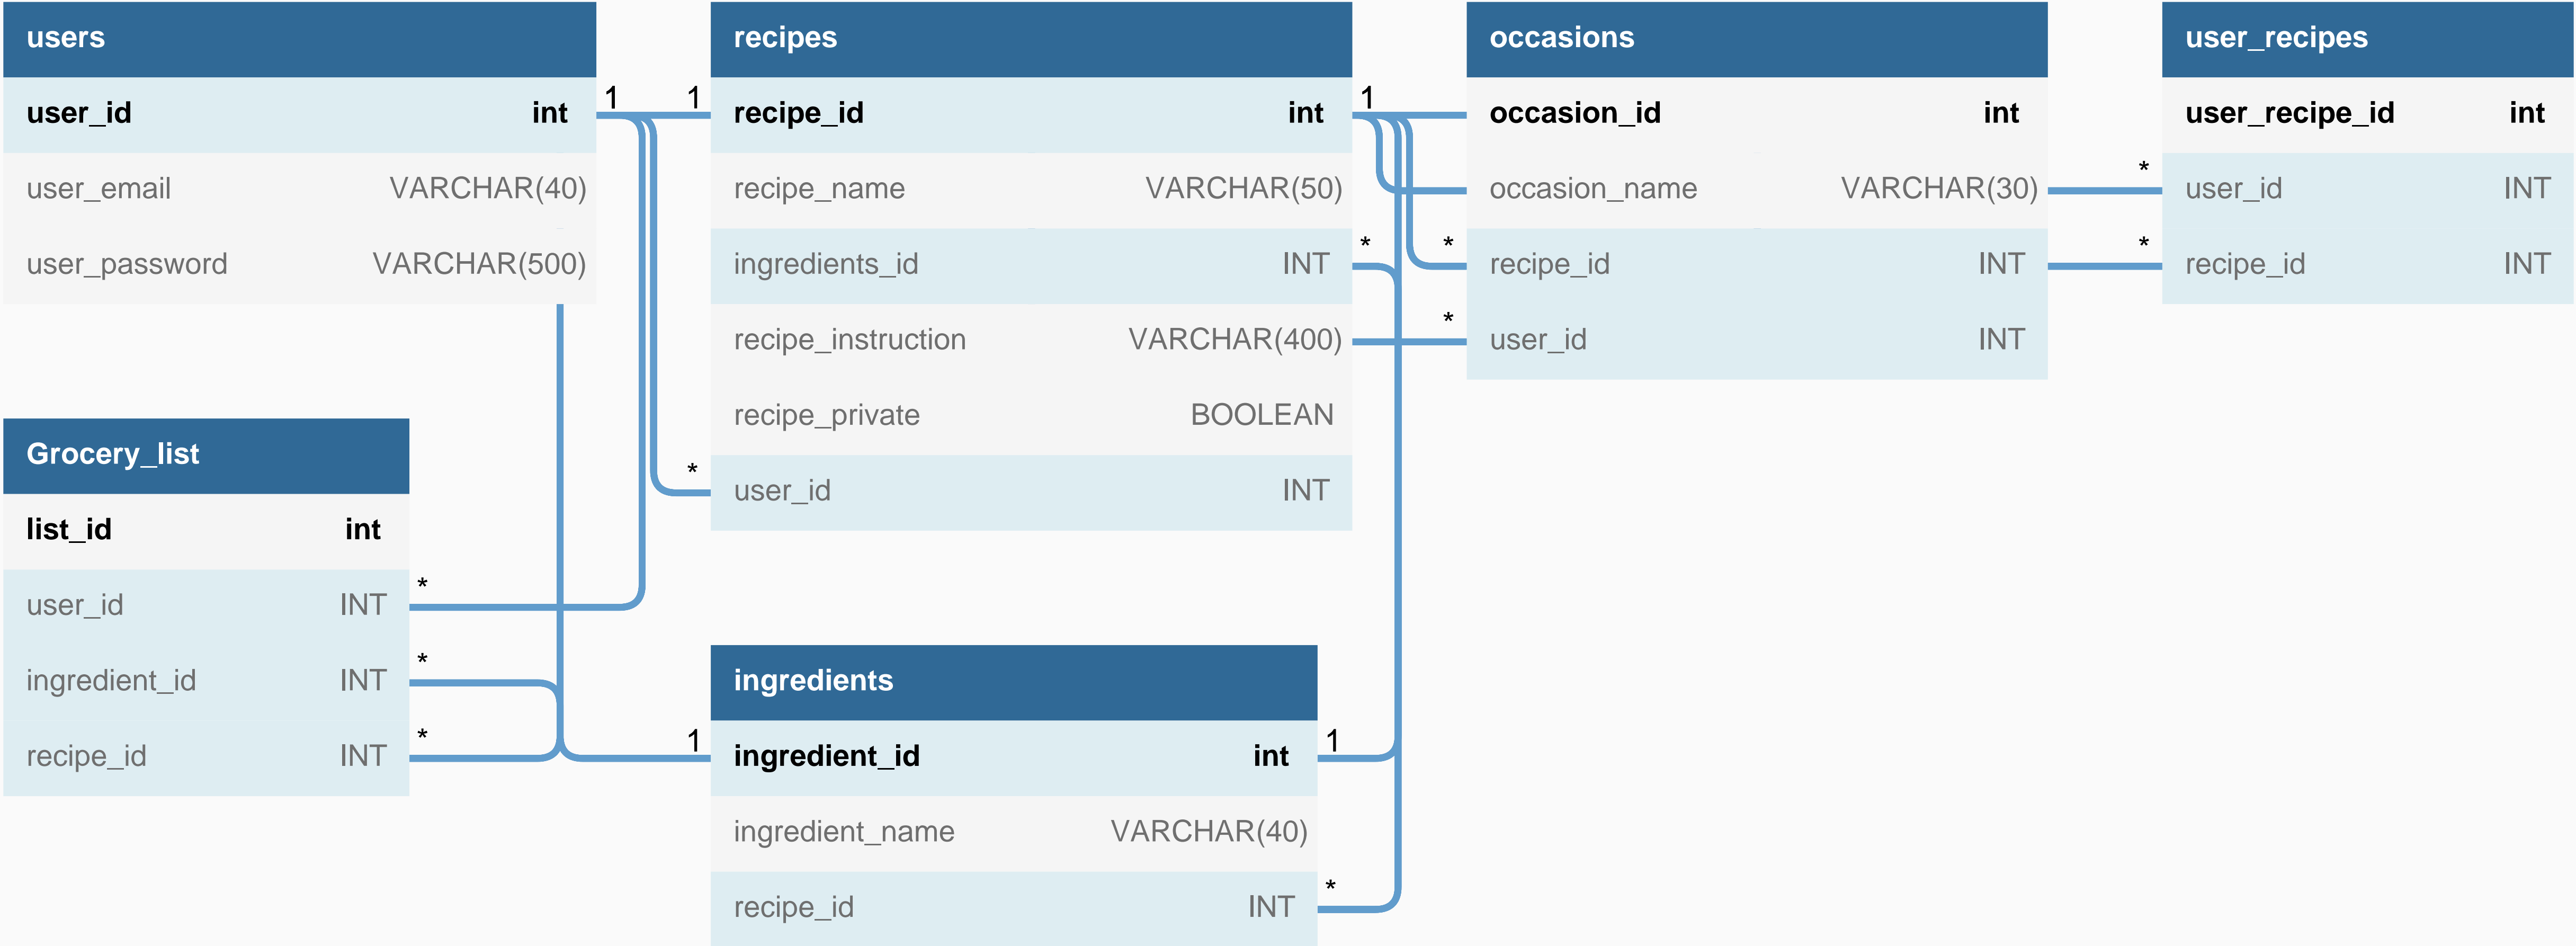 users
user_id int
user_email VARCHAR(40)
user_password VARCHAR(500)
1 1
recipes
recipe_id int
recipe_name VARCHAR(50)
ingredients_id INT
recipe_instruction VARCHAR(400)
recipe_private BOOLEAN
* user_id INT
1
*
occasions
occasion_id int
occasion_name VARCHAR(30)
* recipe_id INT
* user_id INT
user_recipes
user_recipe_id int
* user_id INT
* recipe_id INT
Grocery_list
list_id int
user_id INT *
ingredient_id INT *
recipe_id INT *
ingredients
1 ingredient_id int 1
ingredient_name VARCHAR(40)
recipe_id INT *